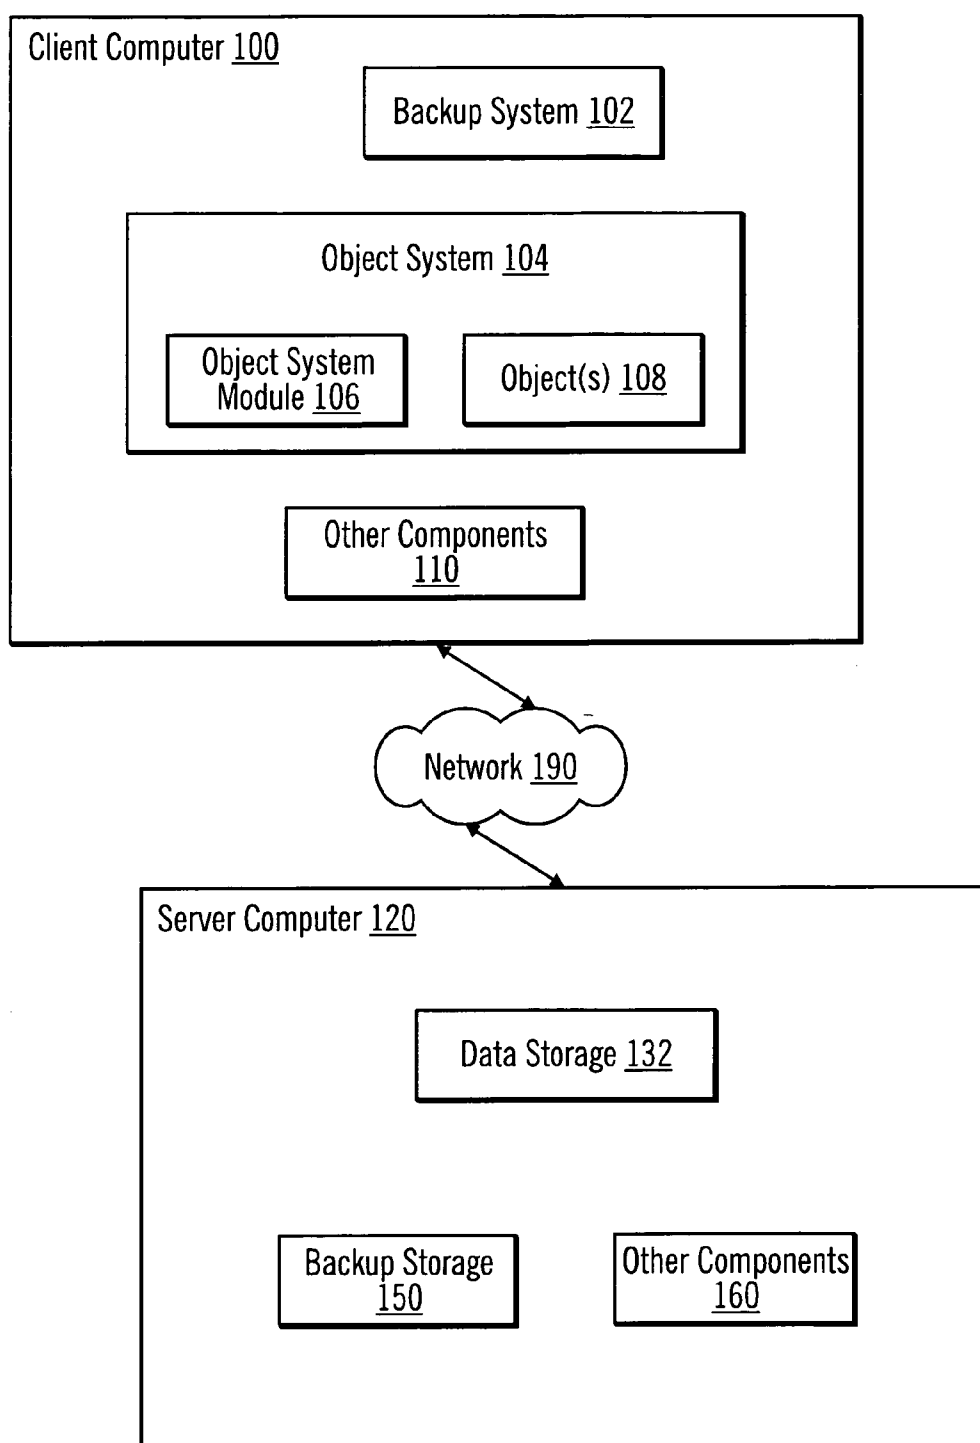 Client Computer 100
Backup System 102
Object System 104
Object System
Module 106
Object(s) 108
Other Components
110
Network 190
Server Computer 120
Data Storage 132
Backup Storage
150
Other Components
160